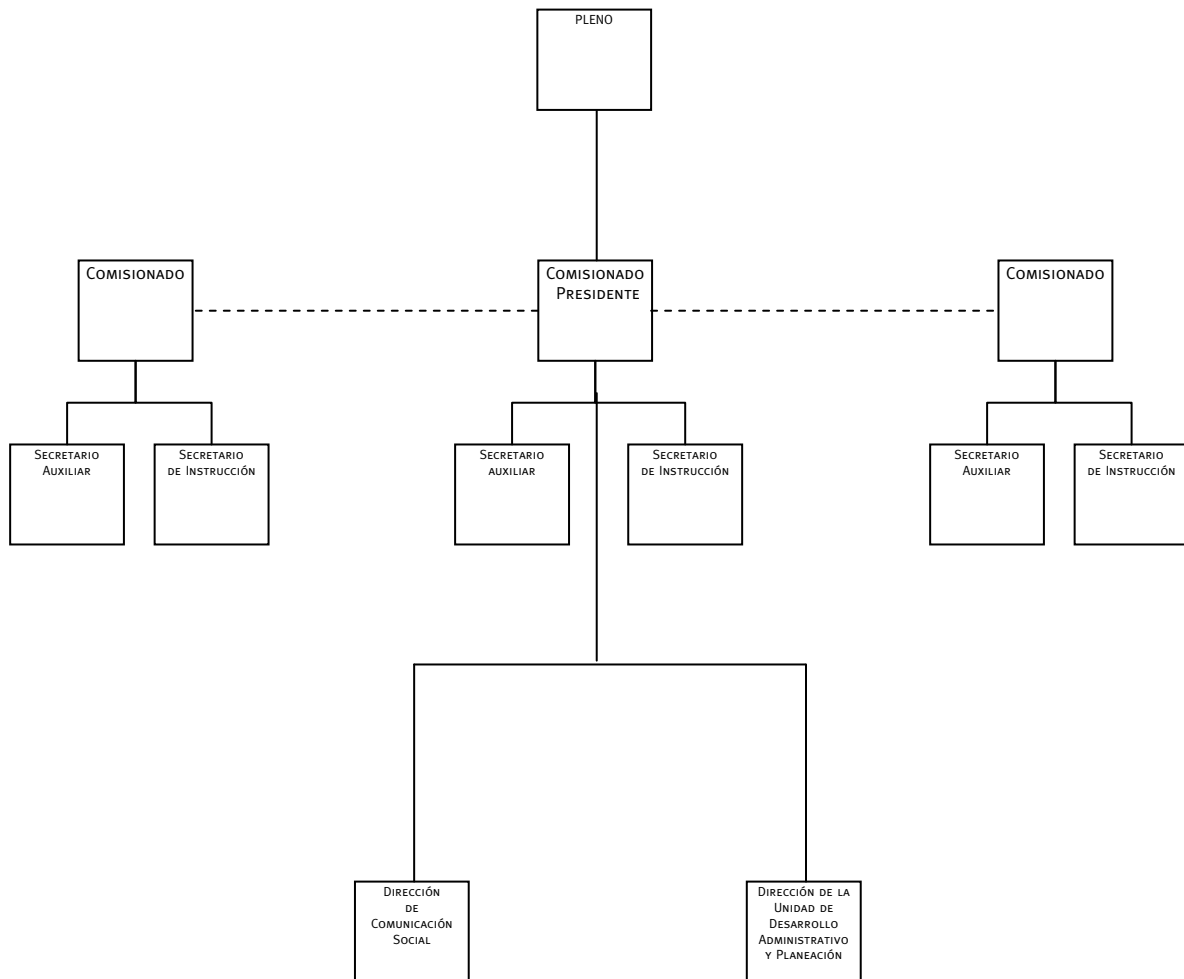 PLENO
COMISIONADO
COMISIONADO
PRESIDENTE
COMISIONADO
SECRETARIO
AUXILIAR
SECRETARIO
DE INSTRUCCIÓN
SECRETARIO
AUXILIAR
SECRETARIO
DE INSTRUCCIÓN
SECRETARIO
AUXILIAR
SECRETARIO
DE INSTRUCCIÓN
DIRECCIÓN
DE
COMUNICACIÓN
SOCIAL
DIRECCIÓN DE LA
UNIDAD DE
DESARROLLO
ADMINISTRATIVO
Y PLANEACIÓN